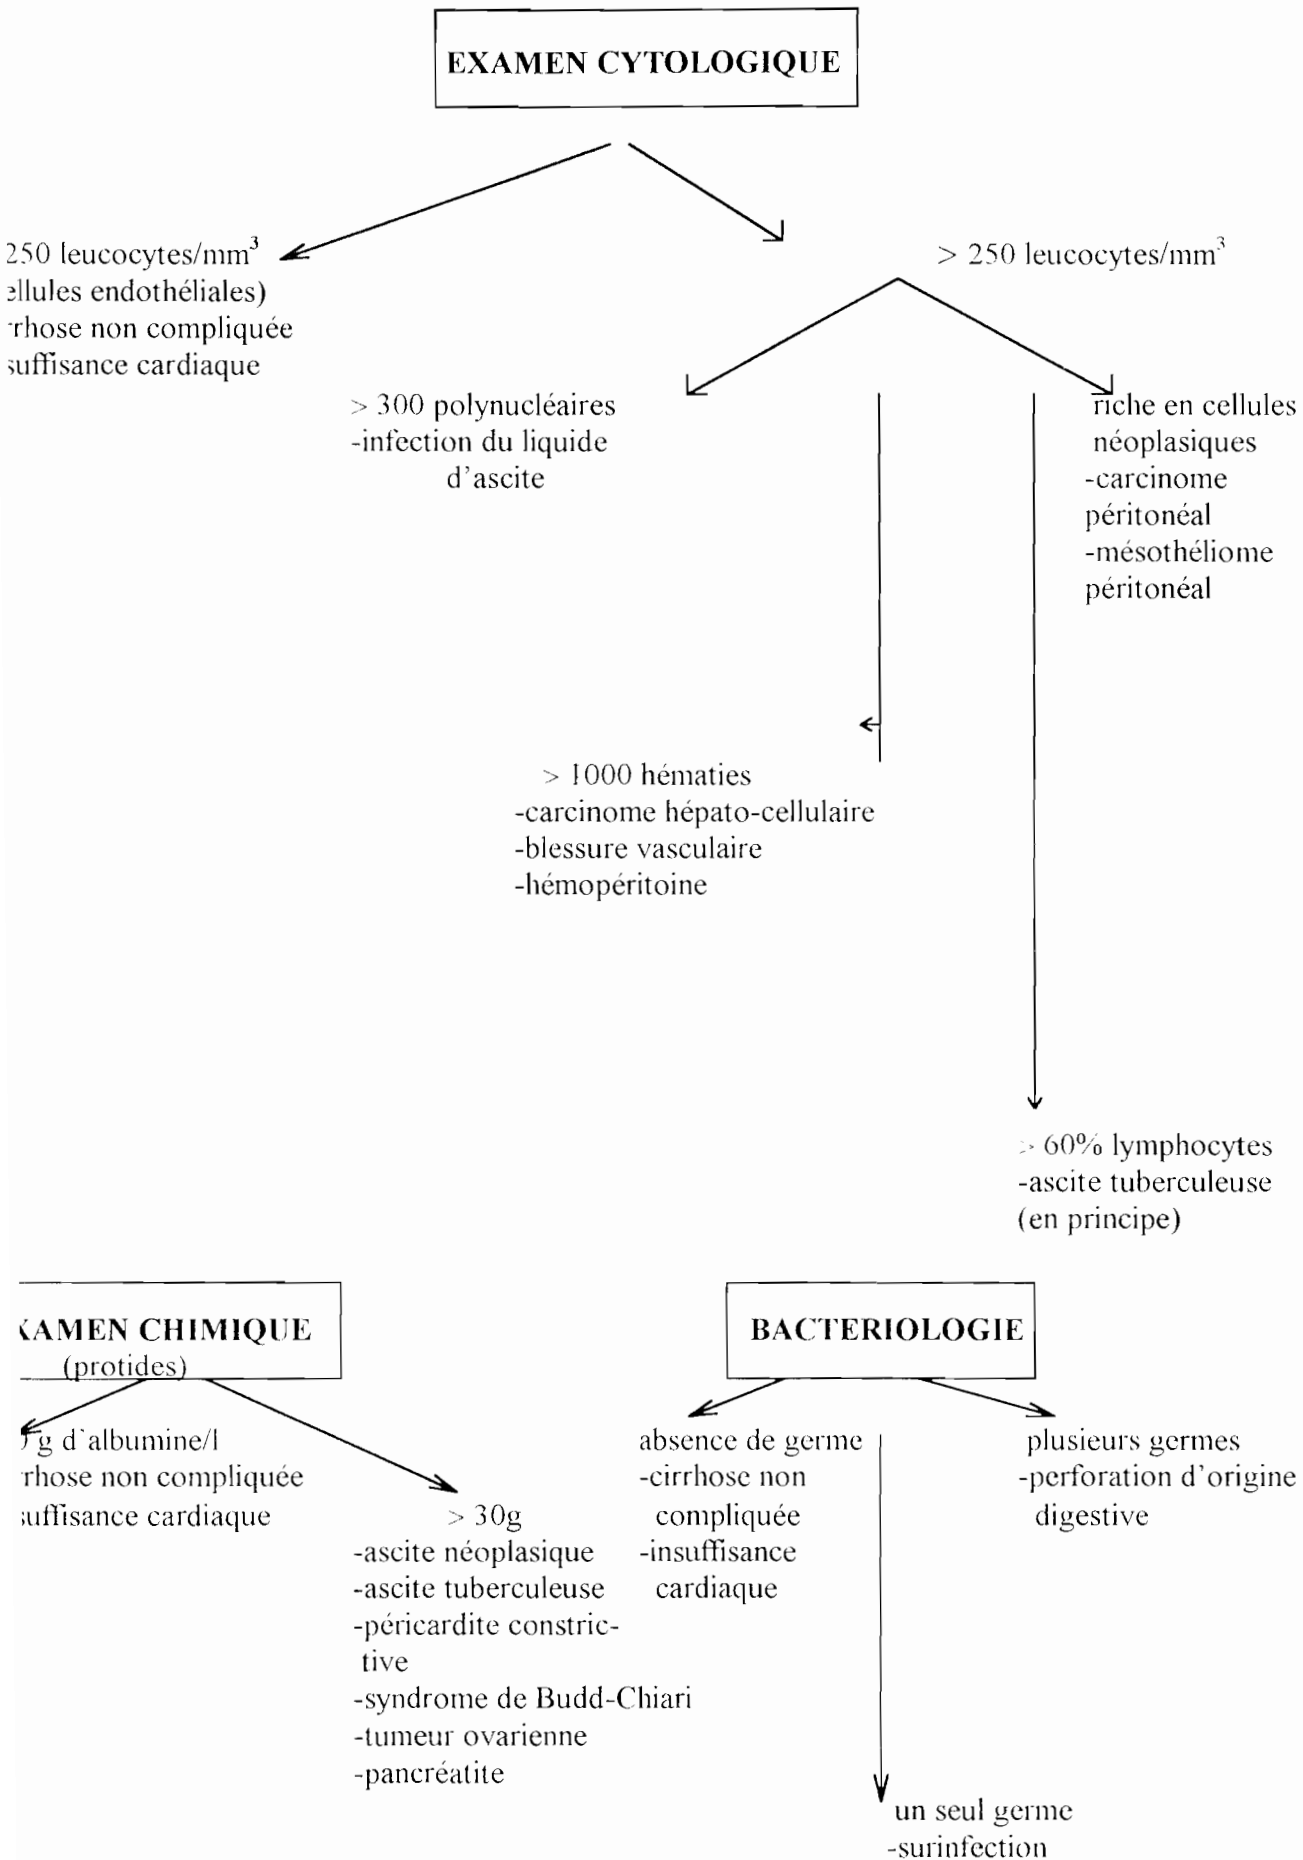 EXAMEN CYTOLOGIQUE
250 leucocytes/mm³
ellules endothéliales)
rrhose non compliquée
suffisance cardiaque
> 250 leucocytes/mm³
> 300 polynucléaires
-infection du liquide
d'ascite
riche en cellules
néoplasiques
-carcinome
péritonéal
-mésothéliome
péritonéal
> 1000 hématies
-carcinome hépato-cellulaire
-blessure vasculaire
-hémopéritoine
> 60% lymphocytes
-ascite tuberculeuse
(en principe)
XAMEN CHIMIQUE
(protides)
g d'albumine/l
rrhose non compliquée
suffisance cardiaque
> 30g
-ascite néoplasique
-ascite tuberculeuse
-péricardite constric-
tive
-syndrome de Budd-Chiari
-tumeur ovarienne
-pancréatite
BACTERIOLOGIE
absence de germe
-cirrhose non
compliquée
-insuffisance
cardiaque
plusieurs germes
-perforation d'origine
digestive
un seul germe
-surinfection